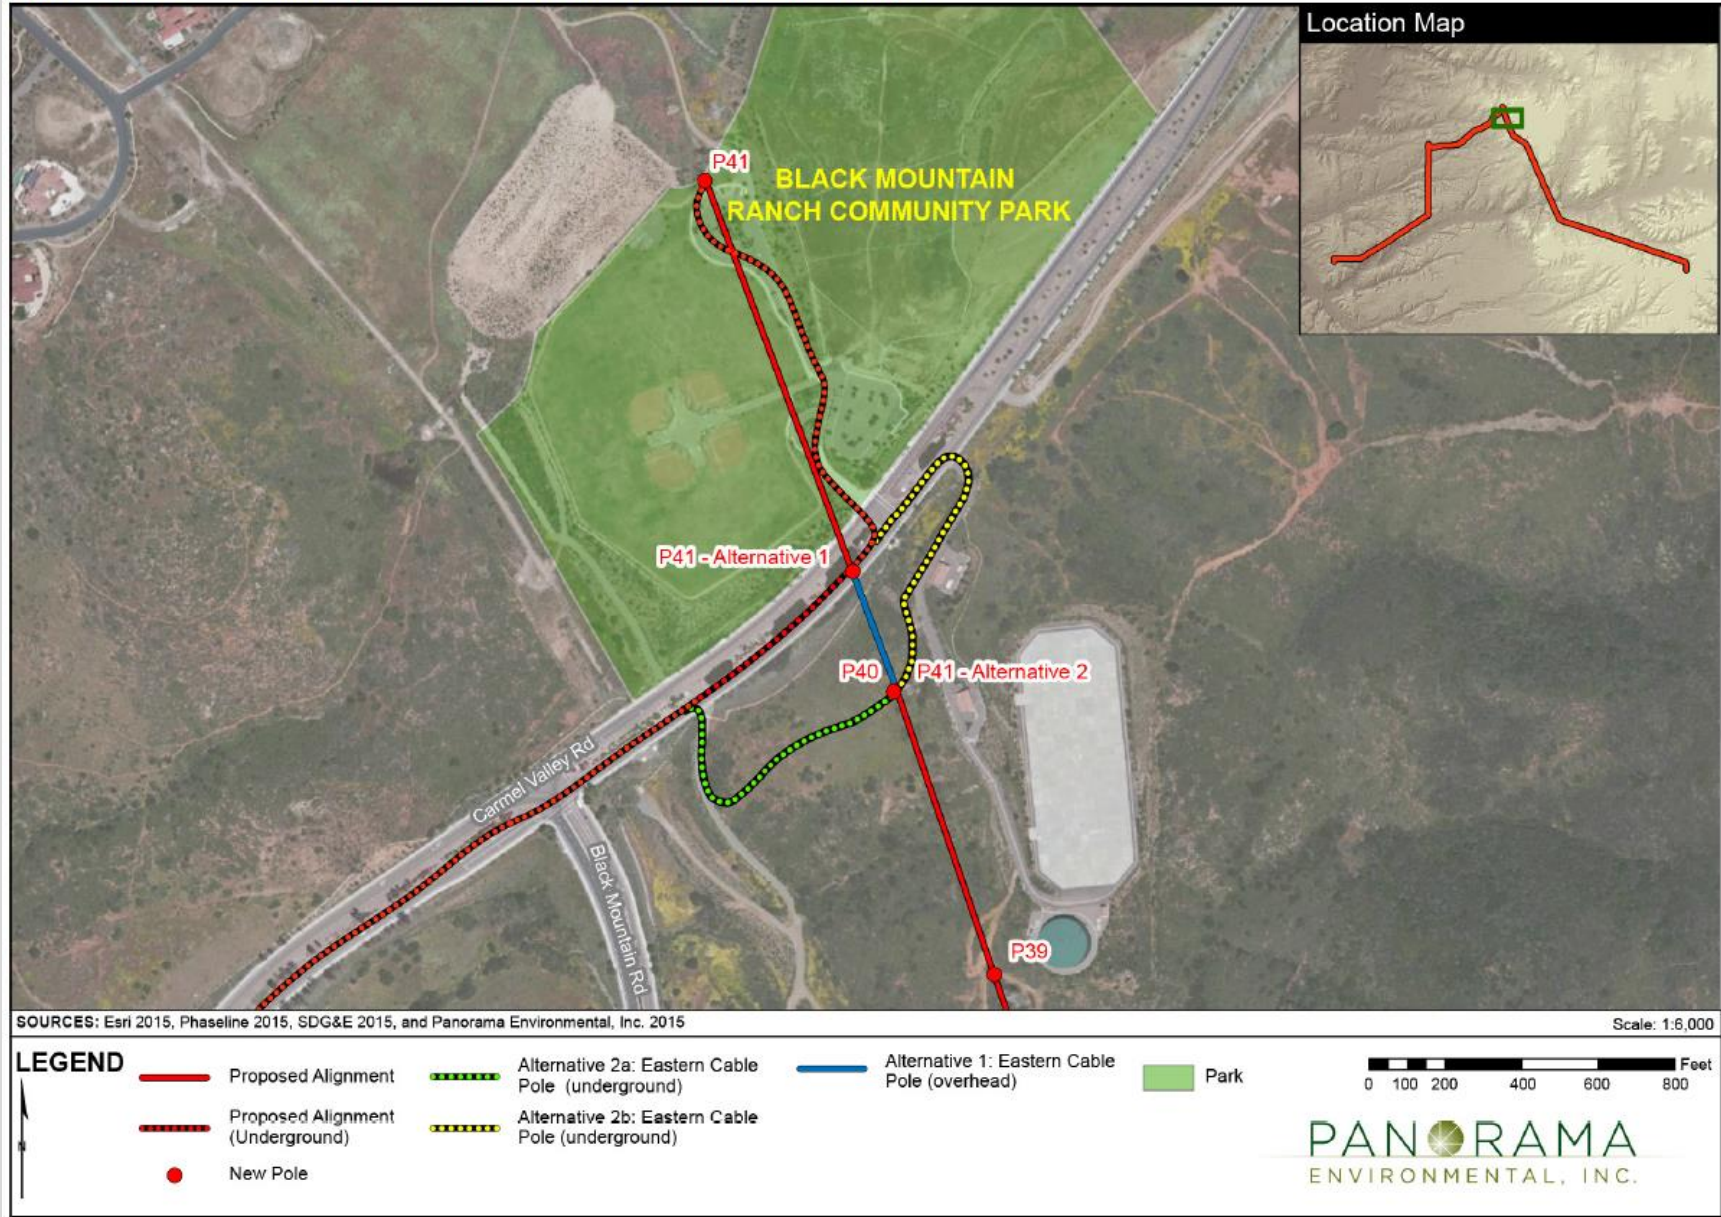 Location Map
P41
BLACK MOUNTAIN
RANCH COMMUNITY PARK
P41 - Alternative 1
P40
P41 - Alternative 2
Carmel Valley Rd
Black Mountain Rd
P39
SOURCES: Esri 2015, Phaseline 2015, SDG&E 2015, and Panorama Environmental, Inc. 2015
Scale: 1:6,000
LEGEND
N
Proposed Alignment
Proposed Alignment
(Underground)
New Pole
Alternative 2a: Eastern Cable
Pole (underground)
Alternative 2b: Eastern Cable
Pole (underground)
Alternative 1: Eastern Cable
Pole (overhead)
Park
Feet
0 100 200 400 600 800
PANORAMA
ENVIRONMENTAL, INC.